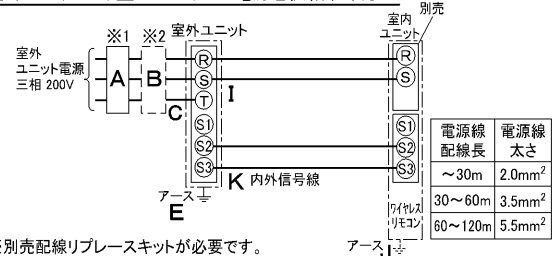 別売
※1
※2
室外ユニット
室内
ユニット
室外
ユニット電源
三相 200V
A
B
C
R
S
T
S1
S2
S3
I
K 内外信号線
アース
E
R
S
S1
S2
S3
ワイヤレス
リモコン
アース
J
電源線
配線長
電源線
太さ
～30m 2.0mm²
30～60m 3.5mm²
60～120m 5.5mm²
別売配線リプレースキットが必要です。